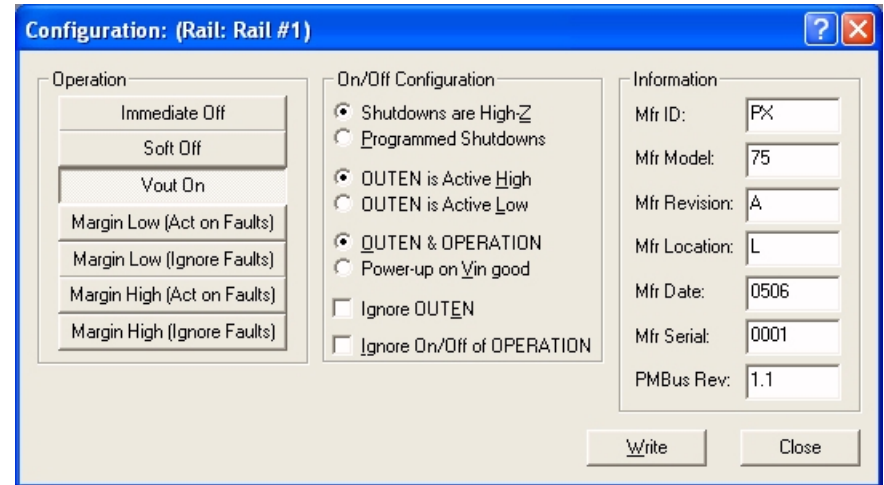 Configuration: (Rail: Rail #1)
Operation
Immediate Off
Soft Off
Vout On
Margin Low (Act on Faults)
Margin Low (Ignore Faults)
Margin High (Act on Faults)
Margin High (Ignore Faults)
On/Off Configuration
Shutdowns are High-Z
Programmed Shutdowns
OUTEN is Active High
OUTEN is Active Low
OUTEN & OPERATION
Power-up on Vin good
Ignore OUTEN
Ignore On/Off of OPERATION
Information
Mfr ID: PX
Mfr Model: 75
Mfr Revision: A
Mfr Location: L
Mfr Date: 0506
Mfr Serial: 0001
PMBus Rev: 1.1
Write
Close